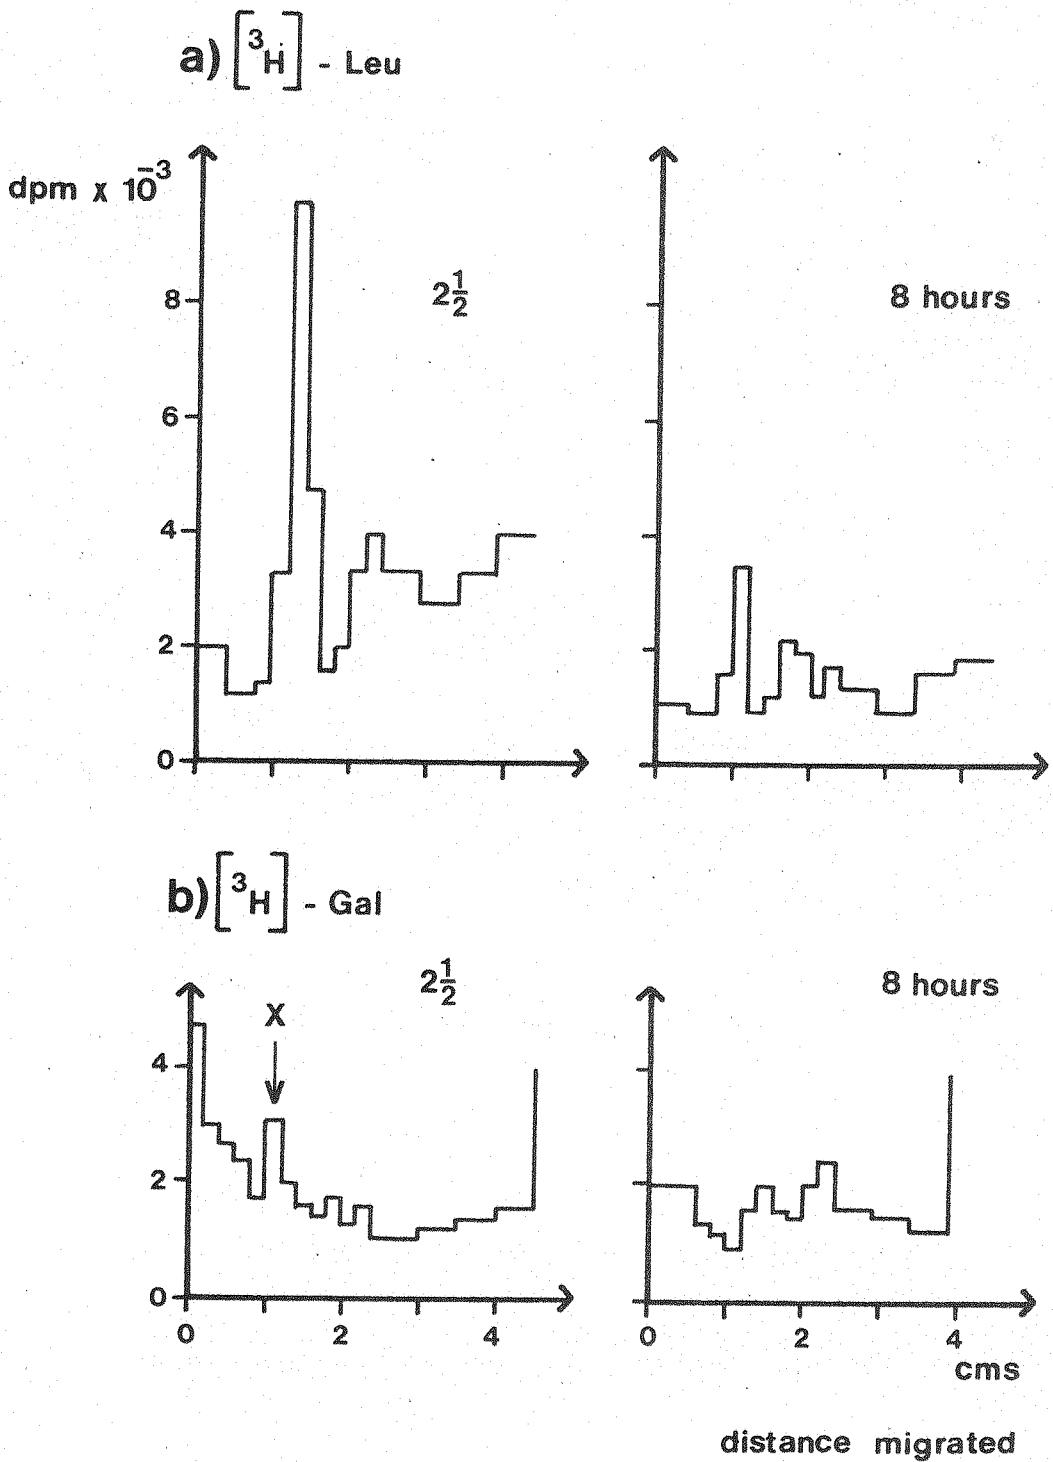 a) [³H] - Leu
dpm x 10⁻³
2½
8 hours
8
6
4
2
0
b) [³H] - Gal
2½
8 hours
X
4
2
0
0 2 4
0 2 4
cms
distance migrated